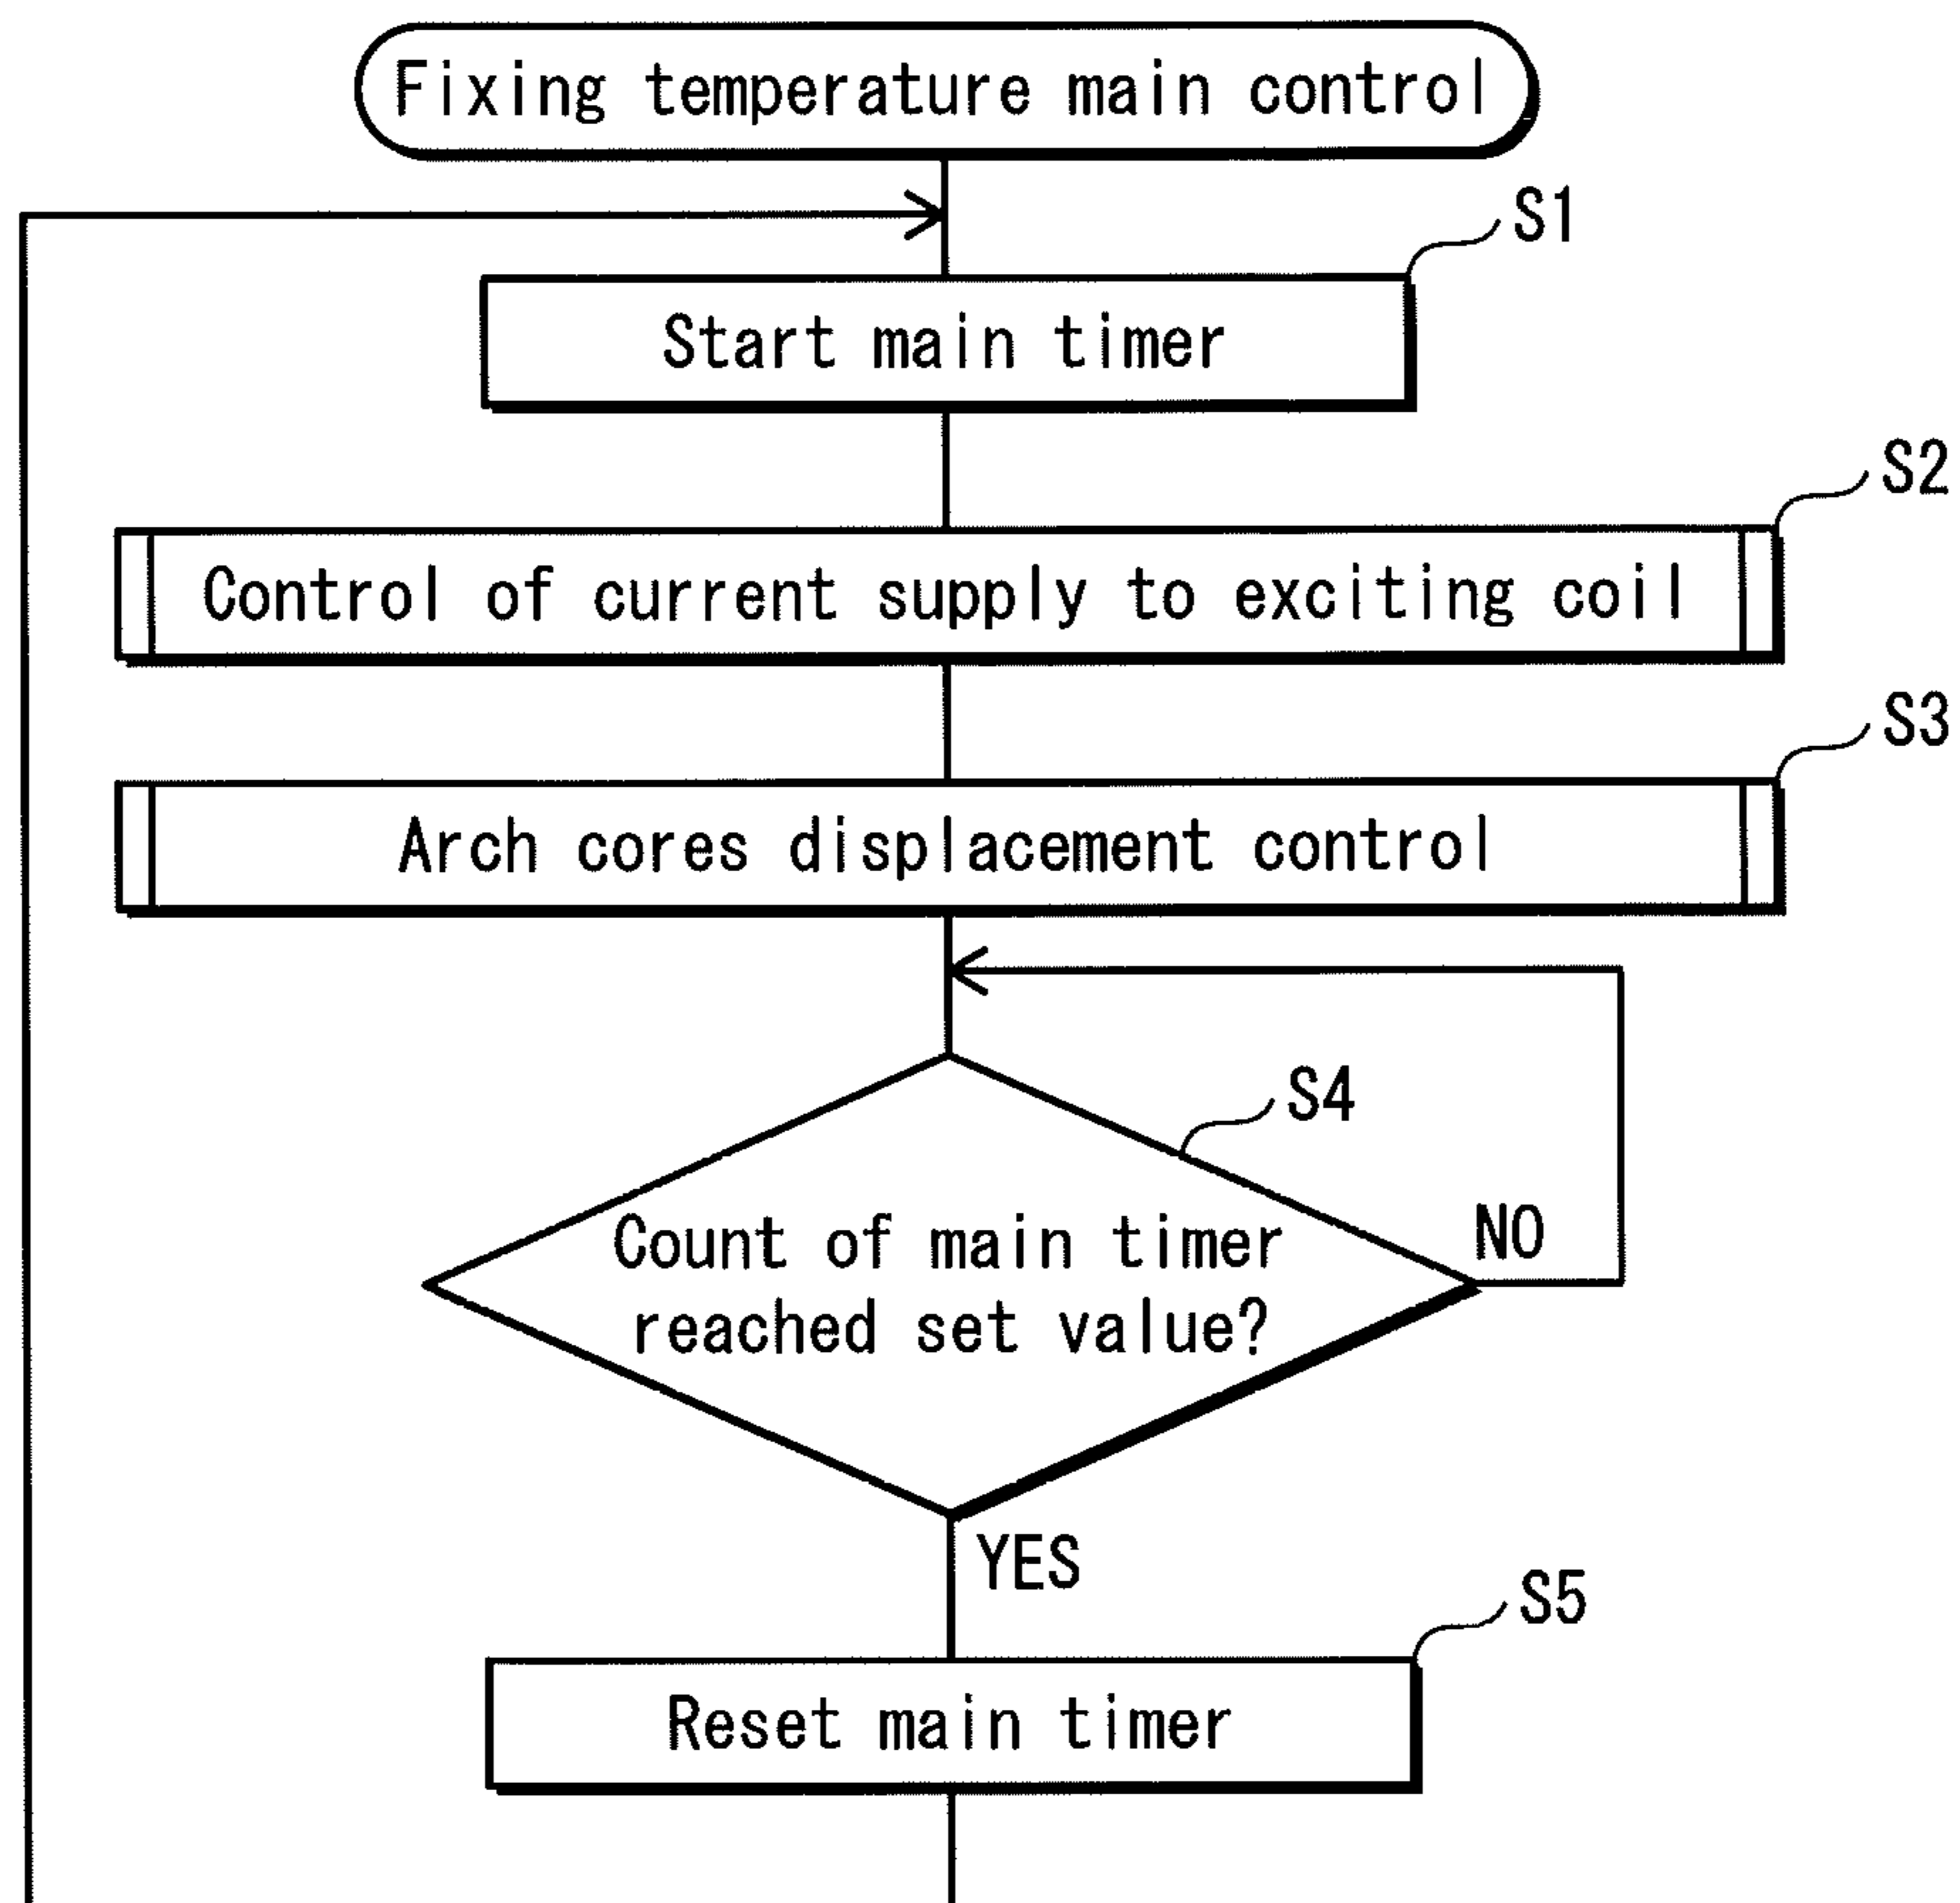 Fixing temperature main control
S1
Start main timer
S2
Control of current supply to exciting coil
S3
Arch cores displacement control
S4
Count of main timer
reached set value?
NO
YES
S5
Reset main timer